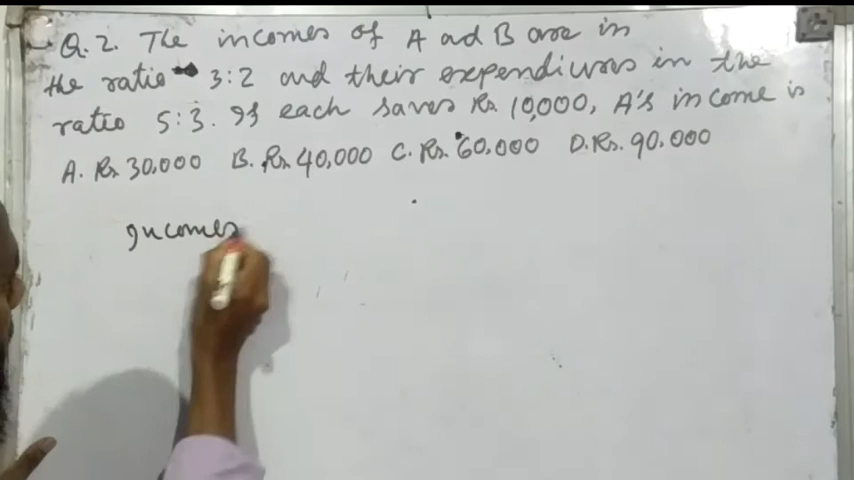 Q.2. The incomes of A and B are in
the ratio 3:2 and their expenditures in the
ratio 5:3. If each saves Rs. 10,000, A's income is
A. Rs. 30,000 B. Rs. 40,000 C. Rs. 60,000 D. Rs. 90,000
Incomes